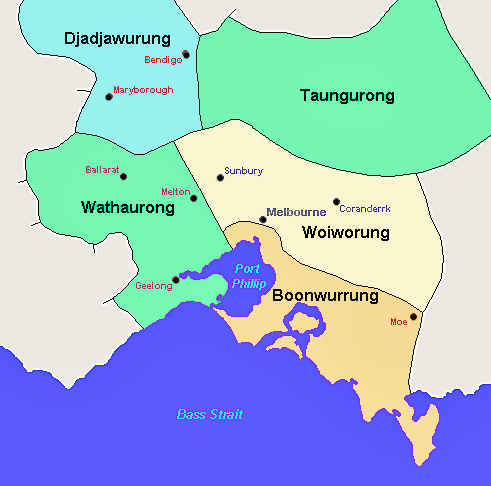 Djadjawurung
Bendigo
Maryborough
Taungurong
Ballarat
Sunbury
Melton
Wathaurong
Coranderrk
Melbourne
Woiworung
Port
Phillip
Geelong
Boonwurrung
Moe
Bass Strait